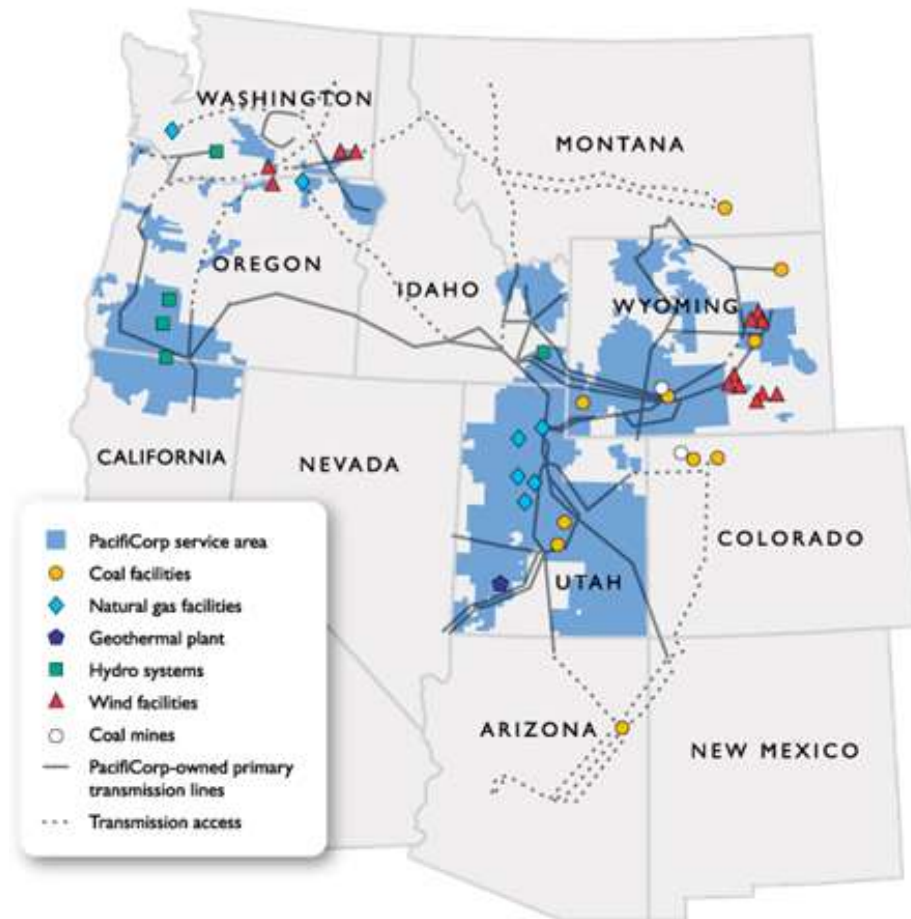 WASHINGTON
MONTANA
OREGON
IDAHO
WYOMING
CALIFORNIA
NEVADA
UTAH
COLORADO
ARIZONA
NEW MEXICO
PacifiCorp service area
Coal facilities
Natural gas facilities
Geothermal plant
Hydro systems
Wind facilities
Coal mines
PacifiCorp-owned primary
transmission lines
Transmission access